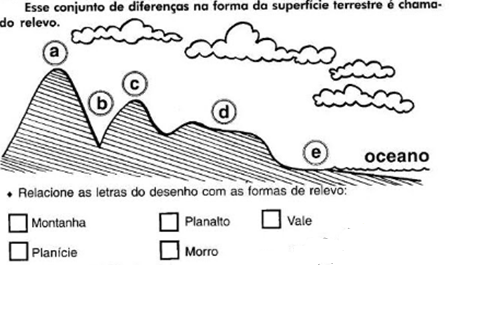 Esse conjunto de diferenças na forma da superfície terrestre é chama-
do relevo.
a
b
c
d
e
oceano
♦ Relacione as letras do desenho com as formas de relevo:
Montanha
Planalto
Vale
Planície
Morro